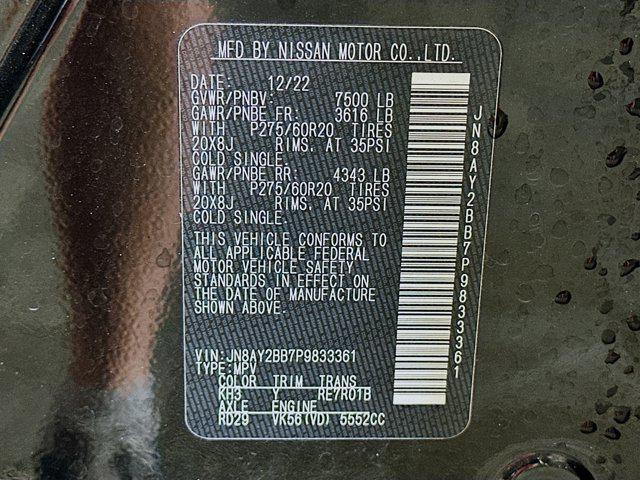 MFD BY NISSAN MOTOR CO.,LTD.
DATE: 12/22
GVWR/PNBV: 7500 LB
GAWR/PNBE FR: 3616 LB
WITH P275/60R20 TIRES
20X8J RIMS, AT 35PSI
COLD SINGLE.
GAWR/PNBE RR: 4343 LB
WITH P275/60R20 TIRES
20X8J RIMS, AT 35PSI
COLD SINGLE.
THIS VEHICLE CONFORMS TO
ALL APPLICABLE FEDERAL
MOTOR VEHICLE SAFETY
STANDARDS IN EFFECT ON
THE DATE OF MANUFACTURE
SHOWN ABOVE.
VIN:JN8AY2BB7P9833361
TYPE:MPV
COLOR TRIM TRANS
KH3 Y RE7R01B
AXLE ENGINE
RD29 VK56(VD) 5552CC
JN8AY2BB7P9833361